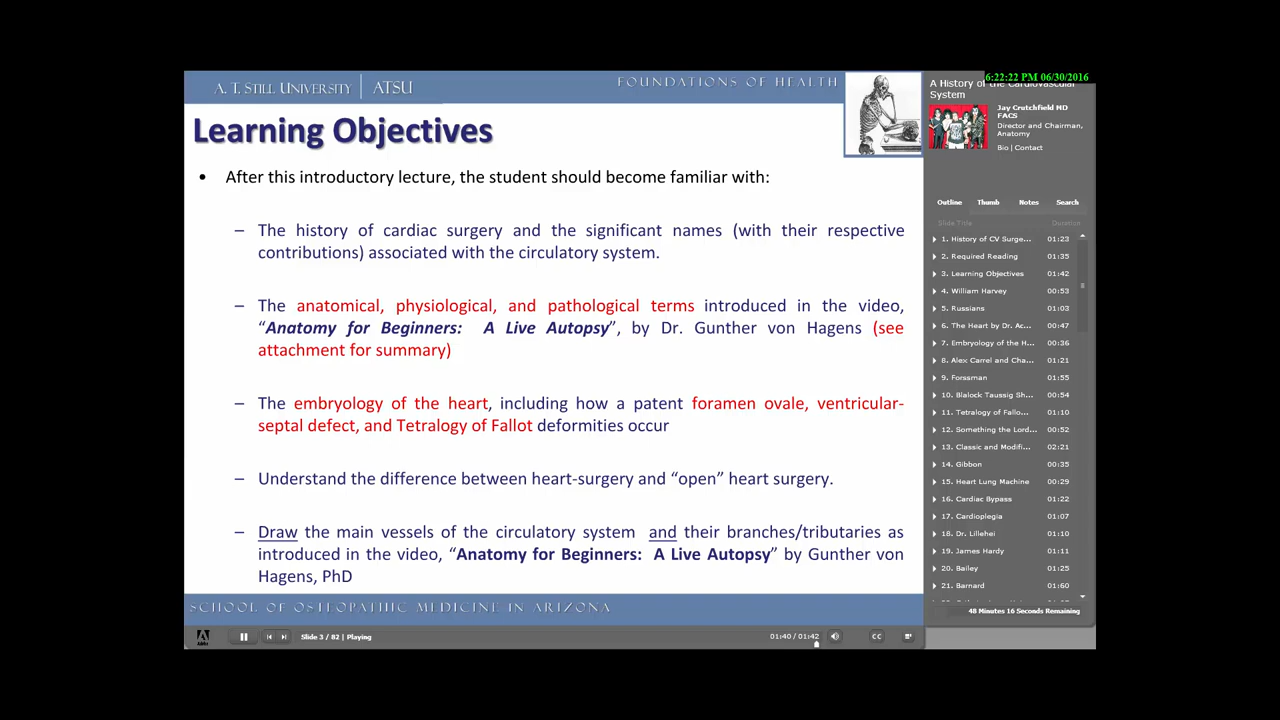 A. T. STILL UNIVERSITY | ATSU
FOUNDATIONS OF HEALTH
Learning Objectives
• After this introductory lecture, the student should become familiar with:
– The history of cardiac surgery and the significant names (with their respective
contributions) associated with the circulatory system.
– The anatomical, physiological, and pathological terms introduced in the video,
“Anatomy for Beginners: A Live Autopsy”, by Dr. Gunther von Hagens (see
attachment for summary)
– The embryology of the heart, including how a patent foramen ovale, ventricular-
septal defect, and Tetralogy of Fallot deformities occur
– Understand the difference between heart-surgery and “open” heart surgery.
– Draw the main vessels of the circulatory system and their branches/tributaries as
introduced in the video, “Anatomy for Beginners: A Live Autopsy” by Gunther von
Hagens, PhD
SCHOOL OF OSTEOPATHIC MEDICINE IN ARIZONA
Slide 3 / 82 | Playing
01:40 / 01:42
CC
6:22:22 PM 06/30/2016
A History of the Cardiovascular
System
Jay Crutchfield MD
FACS
Director and Chairman,
Anatomy
Bio | Contact
Outline Thumb Notes Search
Slide Title Duration
1. History of CV Surge... 01:23
2. Required Reading 01:35
3. Learning Objectives 01:42
4. William Harvey 00:53
5. Russians 01:03
6. The Heart by Dr. Ac... 00:47
7. Embryology of the H... 00:36
8. Alex Carrel and Cha... 01:21
9. Forssman 01:55
10. Blalock Taussig Sh... 00:54
11. Tetralogy of Fallo... 01:10
12. Something the Lord... 00:52
13. Classic and Modifi... 02:21
14. Gibbon 00:35
15. Heart Lung Machine 00:29
16. Cardiac Bypass 01:22
17. Cardioplegia 01:07
18. Dr. Lillehei 01:10
19. James Hardy 01:11
20. Bailey 01:25
21. Barnard 01:60
48 Minutes 16 Seconds Remaining